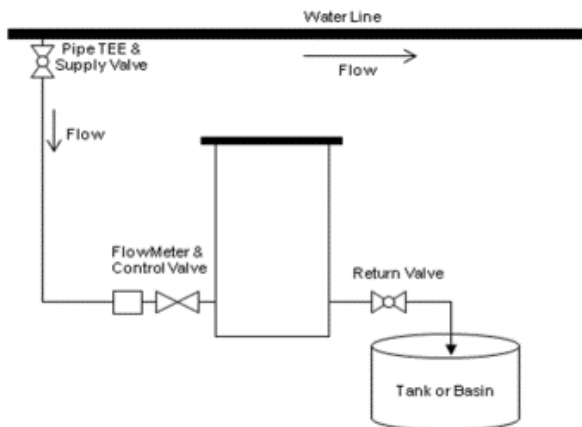 Water Line
Pipe TEE &
Supply Valve
Flow
Flow
FlowMeter &
Control Valve
Return Valve
Tank or Basin